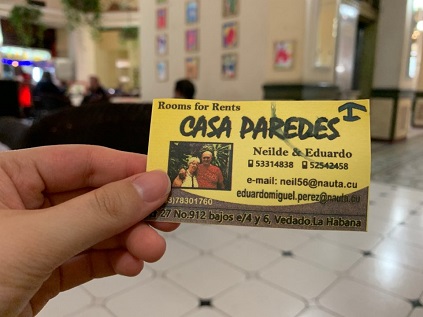 Rooms for Rents
CASA PAREDES
Neilde & Eduardo
53314838 52542458
e-mail: neil56@nauta.cu
eduardomiguel.perez@nauta.cu
)78301760
27 No.912 bajos e/4 y 6, Vedado,La Habana